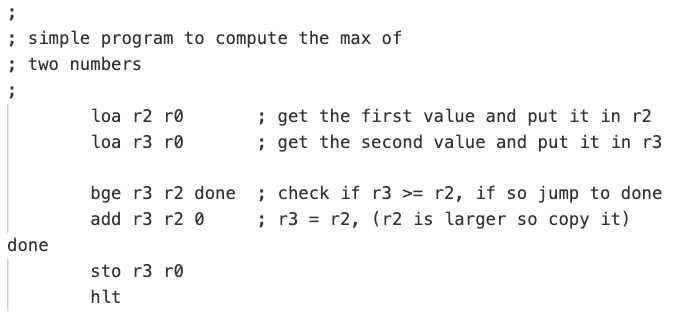 ;
; simple program to compute the max of
; two numbers
;
        loa r2 r0       ; get the first value and put it in r2
        loa r3 r0       ; get the second value and put it in r3

        bge r3 r2 done  ; check if r3 >= r2, if so jump to done
        add r3 r2 0     ; r3 = r2, (r2 is larger so copy it)
done
        sto r3 r0
        hlt